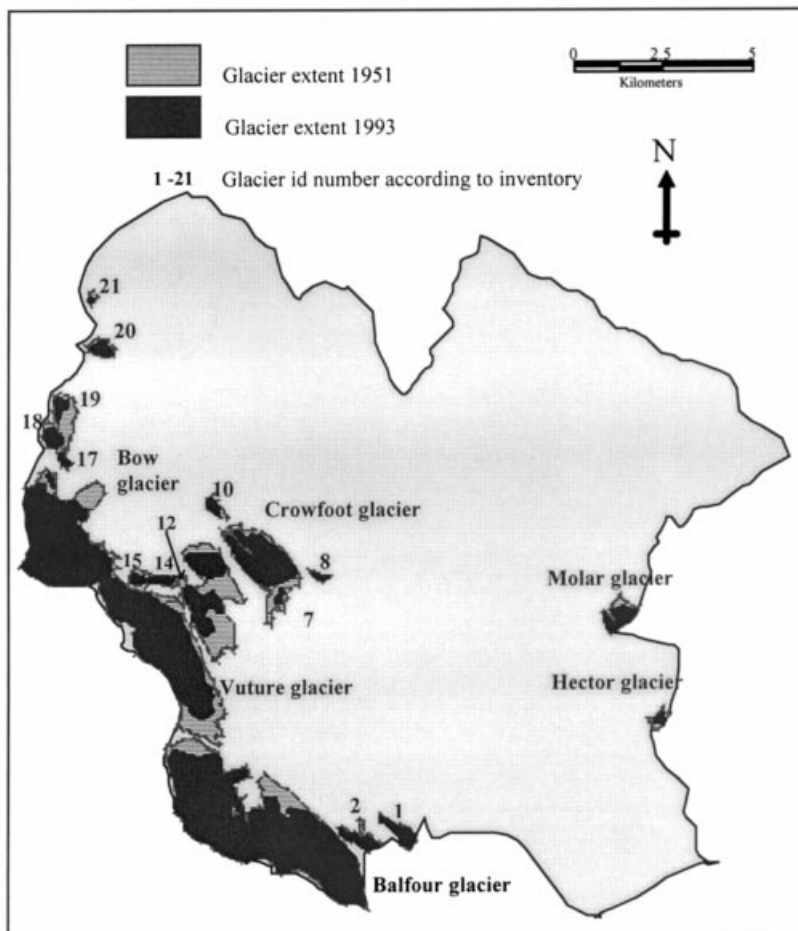 Glacier extent 1951
0 2.5 5
Kilometers
Glacier extent 1993
N
1 -21 Glacier id number according to inventory
21
20
19
18
17
Bow
glacier
10
Crowfoot glacier
12
15 14
8
7
Molar glacier
Vuture glacier
Hector glacier
2 1
Balfour glacier